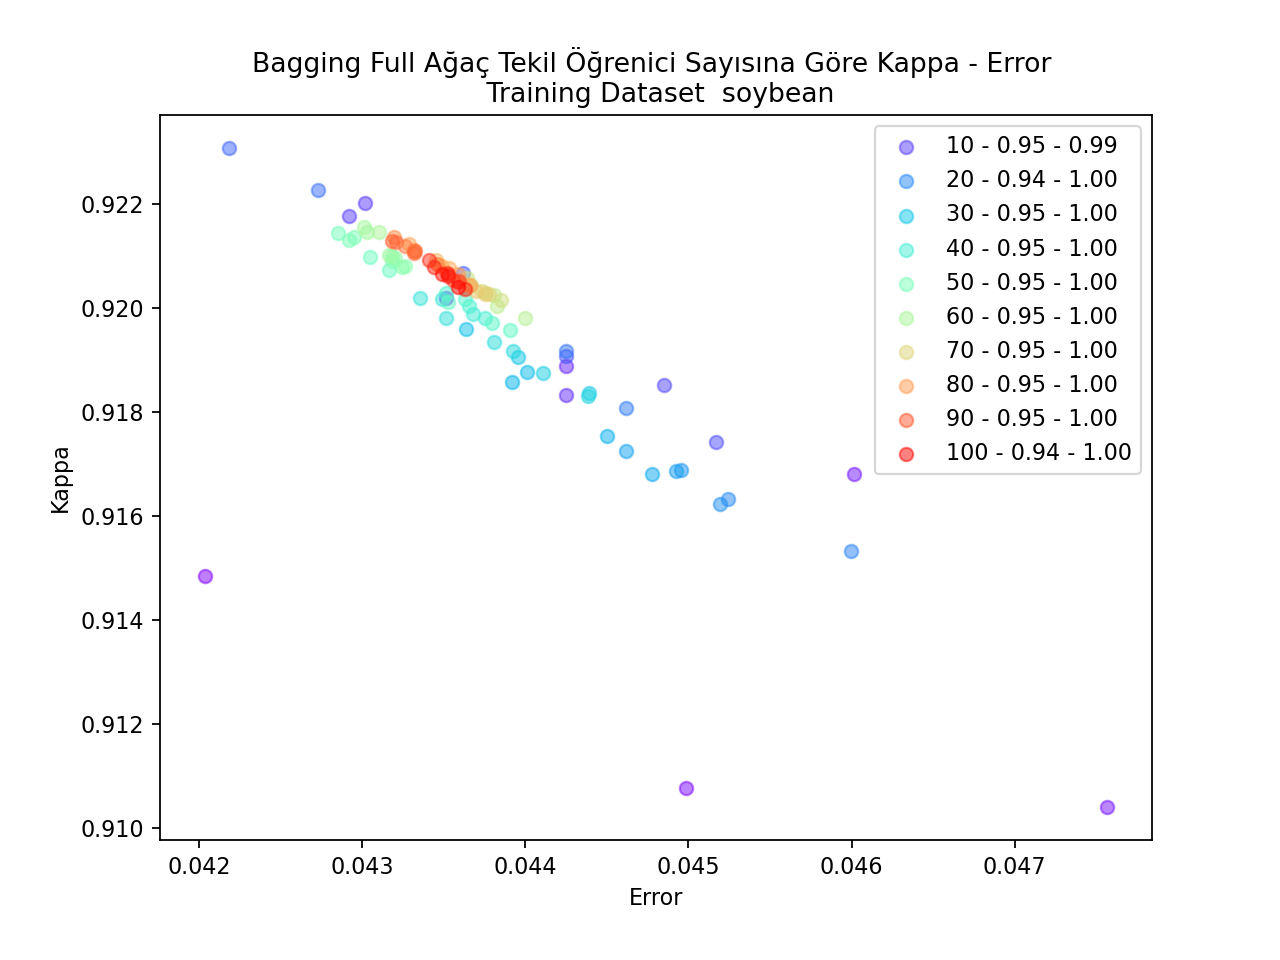 Bagging Full Ağaç Tekil Öğrenici Sayısına Göre Kappa - Error
Training Dataset  soybean
10 - 0.95 - 0.99
20 - 0.94 - 1.00
30 - 0.95 - 1.00
40 - 0.95 - 1.00
50 - 0.95 - 1.00
60 - 0.95 - 1.00
70 - 0.95 - 1.00
80 - 0.95 - 1.00
90 - 0.95 - 1.00
100 - 0.94 - 1.00
Kappa
0.922
0.920
0.918
0.916
0.914
0.912
0.910
0.042
0.043
0.044
0.045
0.046
0.047
Error